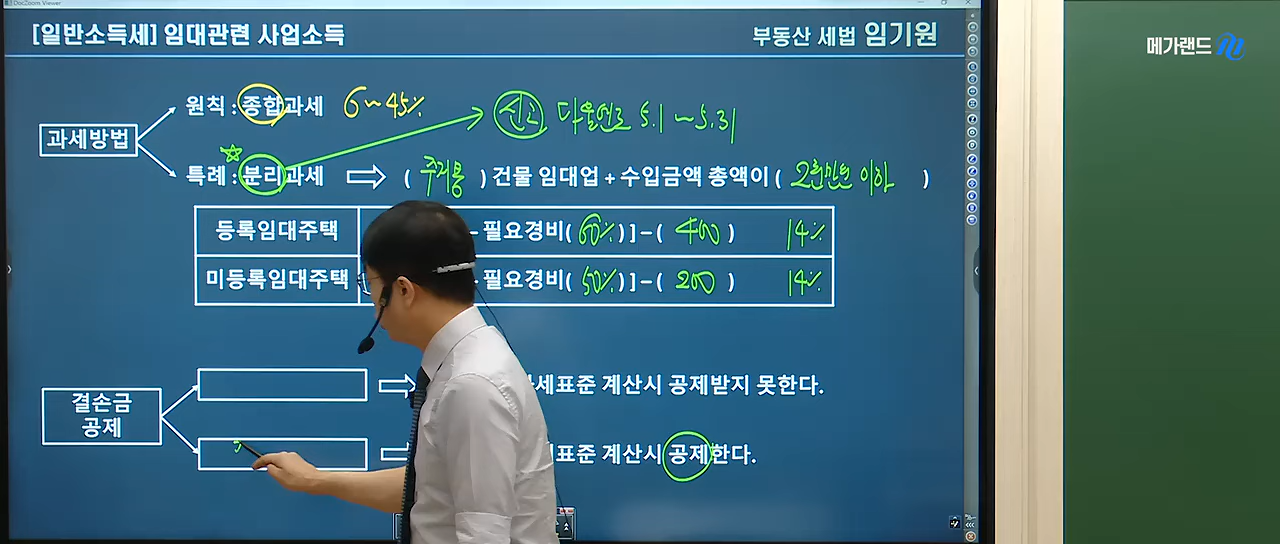 DocZoom Viewer
[일반소득세] 임대관련 사업소득
부동산 세법 임기원
메가랜드
과세방법
원칙 : 종합과세 6~45%
신고 다음연도 5.1 ~ 5.31
특례 : 분리과세 ( 주거용 ) 건물 임대업 + 수입금액 총액이 ( 2천만원 이하 )
등록임대주택 - 필요경비( 60% ) ] - ( 400 ) 14%
미등록임대주택 - 필요경비( 50% ) ] - ( 200 ) 14%
결손금
공제
세표준 계산시 공제받지 못한다.
표준 계산시 공제한다.